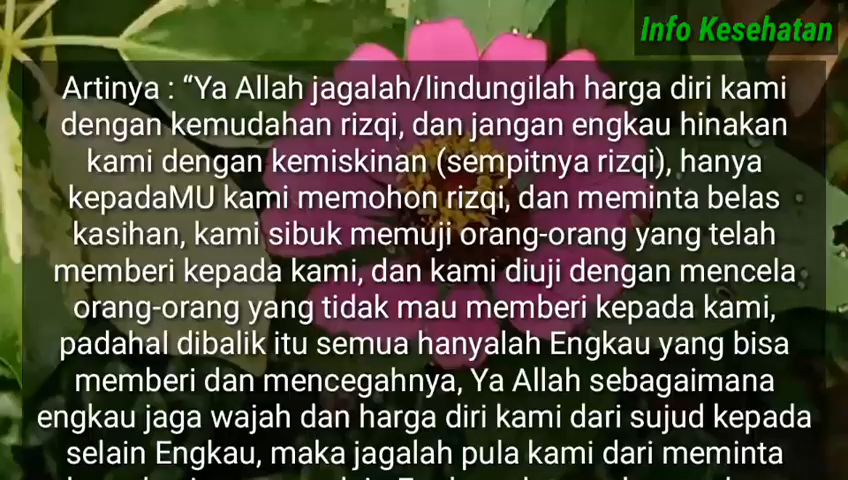 Info Kesehatan
Artinya : “Ya Allah jagalah/lindungilah harga diri kami
dengan kemudahan rizqi, dan jangan engkau hinakan
kami dengan kemiskinan (sempitnya rizqi), hanya
kepadaMU kami memohon rizqi, dan meminta belas
kasihan, kami sibuk memuji orang-orang yang telah
memberi kepada kami, dan kami diuji dengan mencela
orang-orang yang tidak mau memberi kepada kami,
padahal dibalik itu semua hanyalah Engkau yang bisa
memberi dan mencegahnya, Ya Allah sebagaimana
engkau jaga wajah dan harga diri kami dari sujud kepada
selain Engkau, maka jagalah pula kami dari meminta